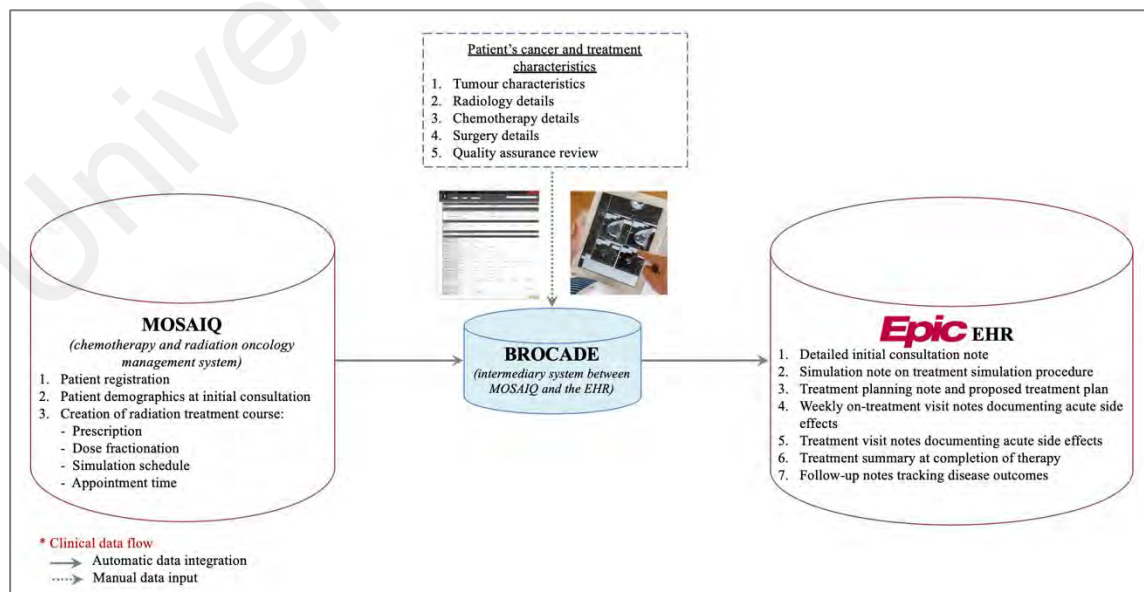 Univer
Patient's cancer and treatment
characteristics
1. Tumour characteristics
2. Radiology details
3. Chemotherapy details
4. Surgery details
5. Quality assurance review
MOSAIQ
(chemotherapy and radiation oncology
management system)
1. Patient registration
2. Patient demographics at initial consultation
3. Creation of radiation treatment course:
- Prescription
- Dose fractionation
- Simulation schedule
- Appointment time
BROCADE
(intermediary system between
MOSAIQ and the EHR)
Epic EHR
1. Detailed initial consultation note
2. Simulation note on treatment simulation procedure
3. Treatment planning note and proposed treatment plan
4. Weekly on-treatment visit notes documenting acute side
effects
5. Treatment visit notes documenting acute side effects
6. Treatment summary at completion of therapy
7. Follow-up notes tracking disease outcomes
* Clinical data flow
Automatic data integration
Manual data input